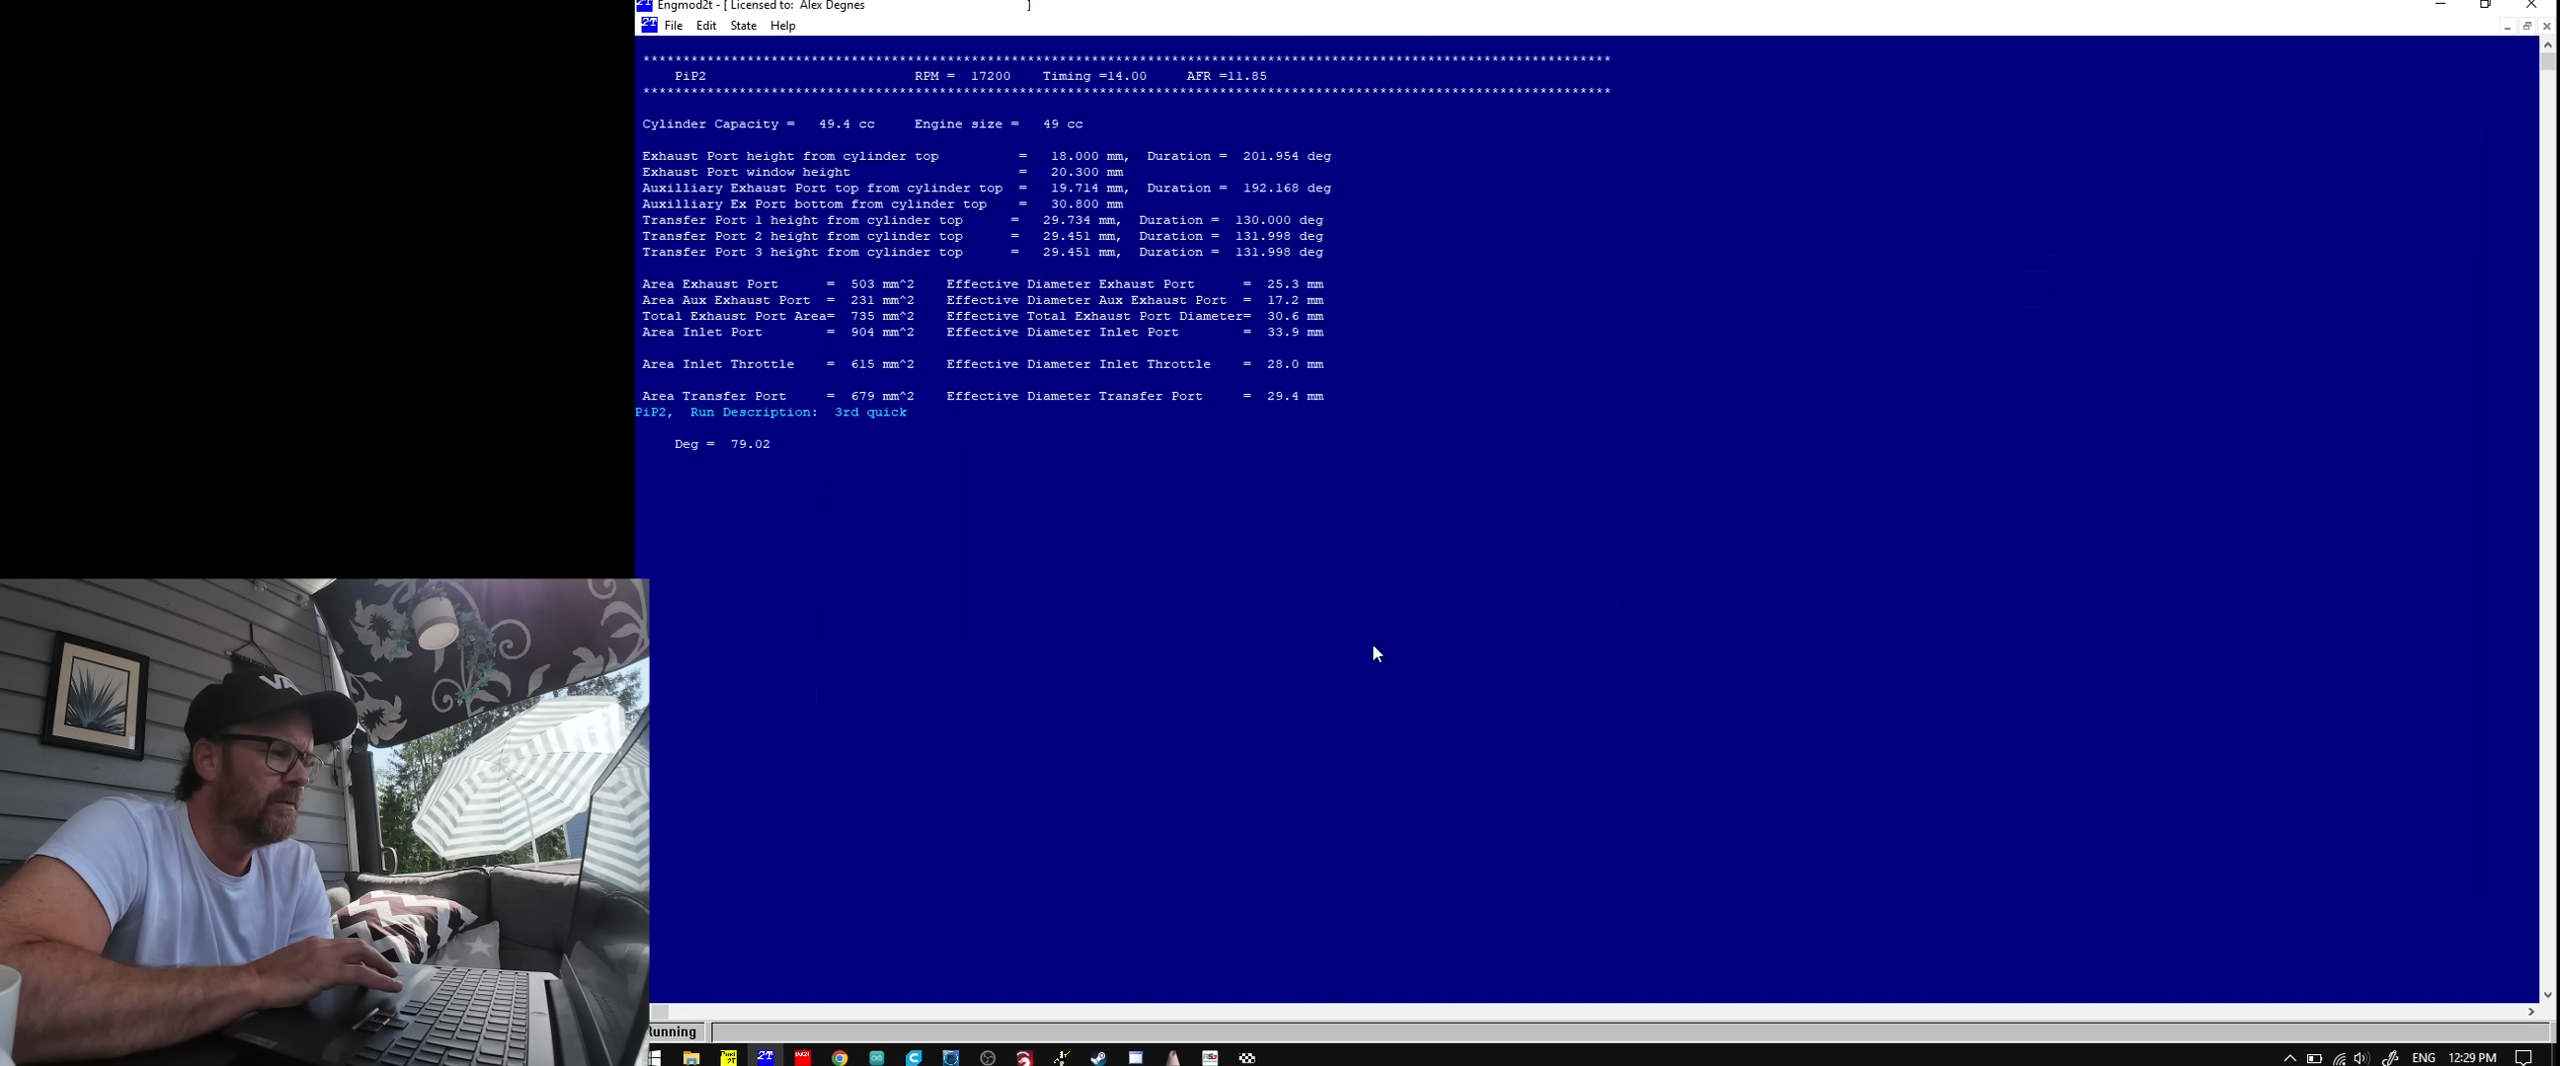 Engmod2t - [ Licensed to: Alex Degnes ]
File Edit State Help
************************************************************************************************************************* 
PiP2 RPM = 17200 Timing =14.00 AFR =11.85
*************************************************************************************************************************
Cylinder Capacity = 49.4 cc Engine size = 49 cc
Exhaust Port height from cylinder top = 18.000 mm, Duration = 201.954 deg
Exhaust Port window height = 20.300 mm
Auxilliary Exhaust Port top from cylinder top = 19.714 mm, Duration = 192.168 deg
Auxilliary Ex Port bottom from cylinder top = 30.800 mm
Transfer Port 1 height from cylinder top = 29.734 mm, Duration = 130.000 deg
Transfer Port 2 height from cylinder top = 29.451 mm, Duration = 131.998 deg
Transfer Port 3 height from cylinder top = 29.451 mm, Duration = 131.998 deg
Area Exhaust Port = 503 mm^2 Effective Diameter Exhaust Port = 25.3 mm
Area Aux Exhaust Port = 231 mm^2 Effective Diameter Aux Exhaust Port = 17.2 mm
Total Exhaust Port Area= 735 mm^2 Effective Total Exhaust Port Diameter= 30.6 mm
Area Inlet Port = 904 mm^2 Effective Diameter Inlet Port = 33.9 mm
Area Inlet Throttle = 615 mm^2 Effective Diameter Inlet Throttle = 28.0 mm
Area Transfer Port = 679 mm^2 Effective Diameter Transfer Port = 29.4 mm
PiP2, Run Description: 3rd quick
Deg = 79.02
Running
2T
ENG 12:29 PM